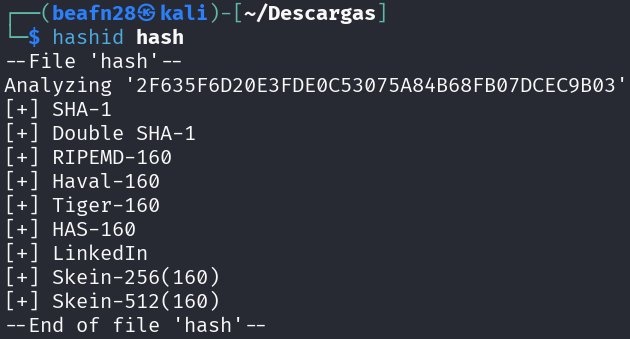 ┌──(beafn28㉿kali)-[~/Descargas]
└─$ hashid hash
--File 'hash'--
Analyzing '2F635F6D20E3FDE0C53075A84B68FB07DCEC9B03'
[+] SHA-1
[+] Double SHA-1
[+] RIPEMD-160
[+] Haval-160
[+] Tiger-160
[+] HAS-160
[+] LinkedIn
[+] Skein-256(160)
[+] Skein-512(160)
--End of file 'hash'--